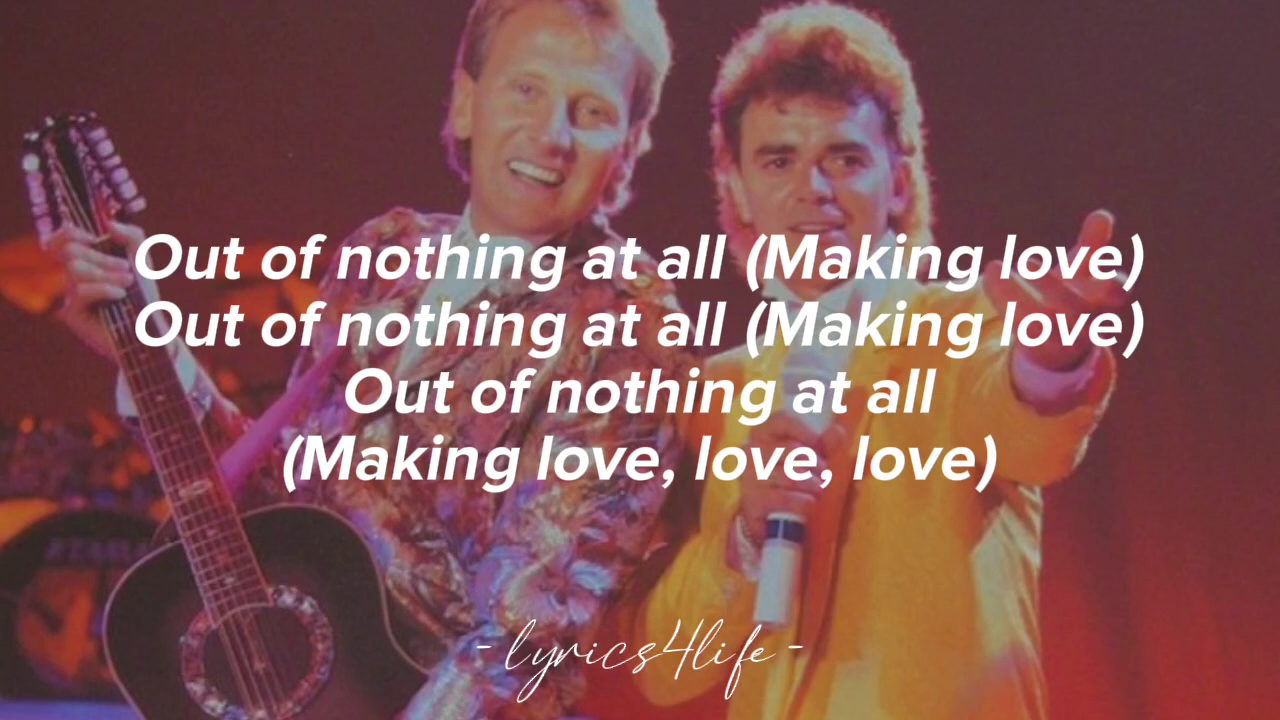 Out of nothing at all (Making love)
Out of nothing at all (Making love)
Out of nothing at all
(Making love, love, love)
- lyrics4life -